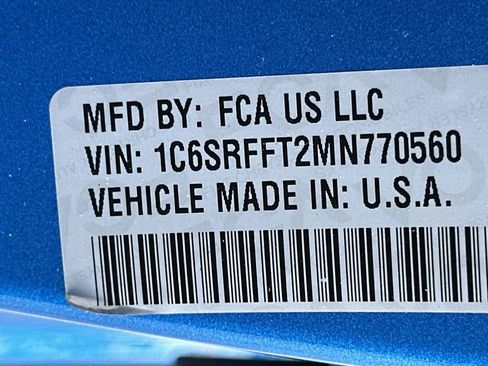 MFD BY: FCA US LLC
VIN: 1C6SRFFT2MN770560
VEHICLE MADE IN: U.S.A.